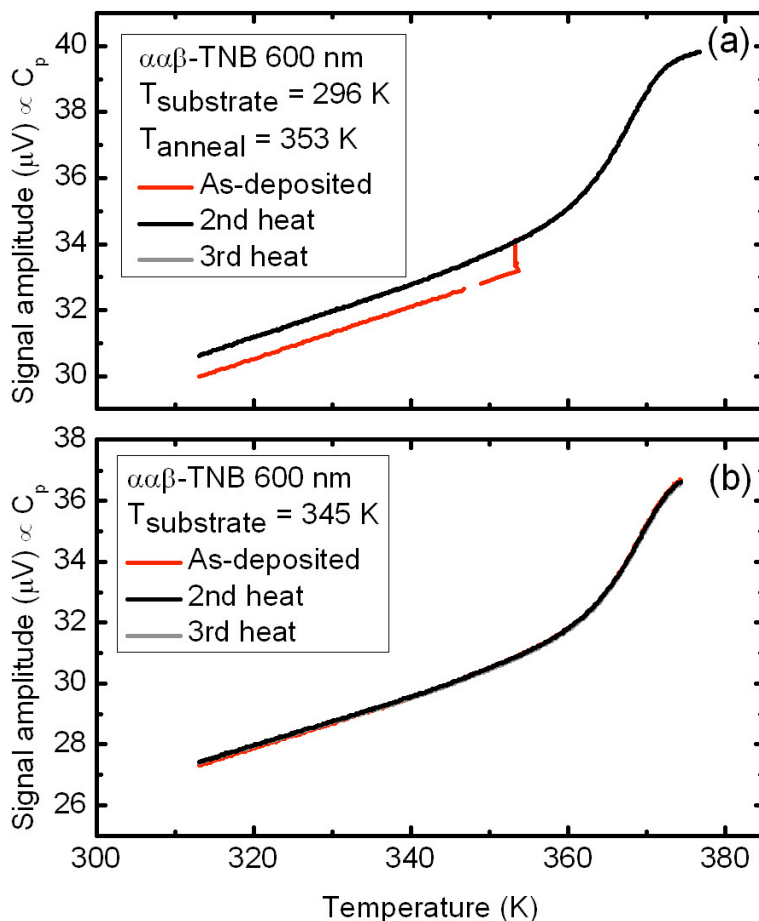 (a)
ααβ-TNB 600 nm
Tsubstrate = 296 K
Tanneal = 353 K
As-deposited
2nd heat
3rd heat
Signal amplitude (μV) ∝ Cp
40
38
36
34
32
30
(b)
ααβ-TNB 600 nm
Tsubstrate = 345 K
As-deposited
2nd heat
3rd heat
Signal amplitude (μV) ∝ Cp
38
36
34
32
30
28
26
300 320 340 360 380
Temperature (K)